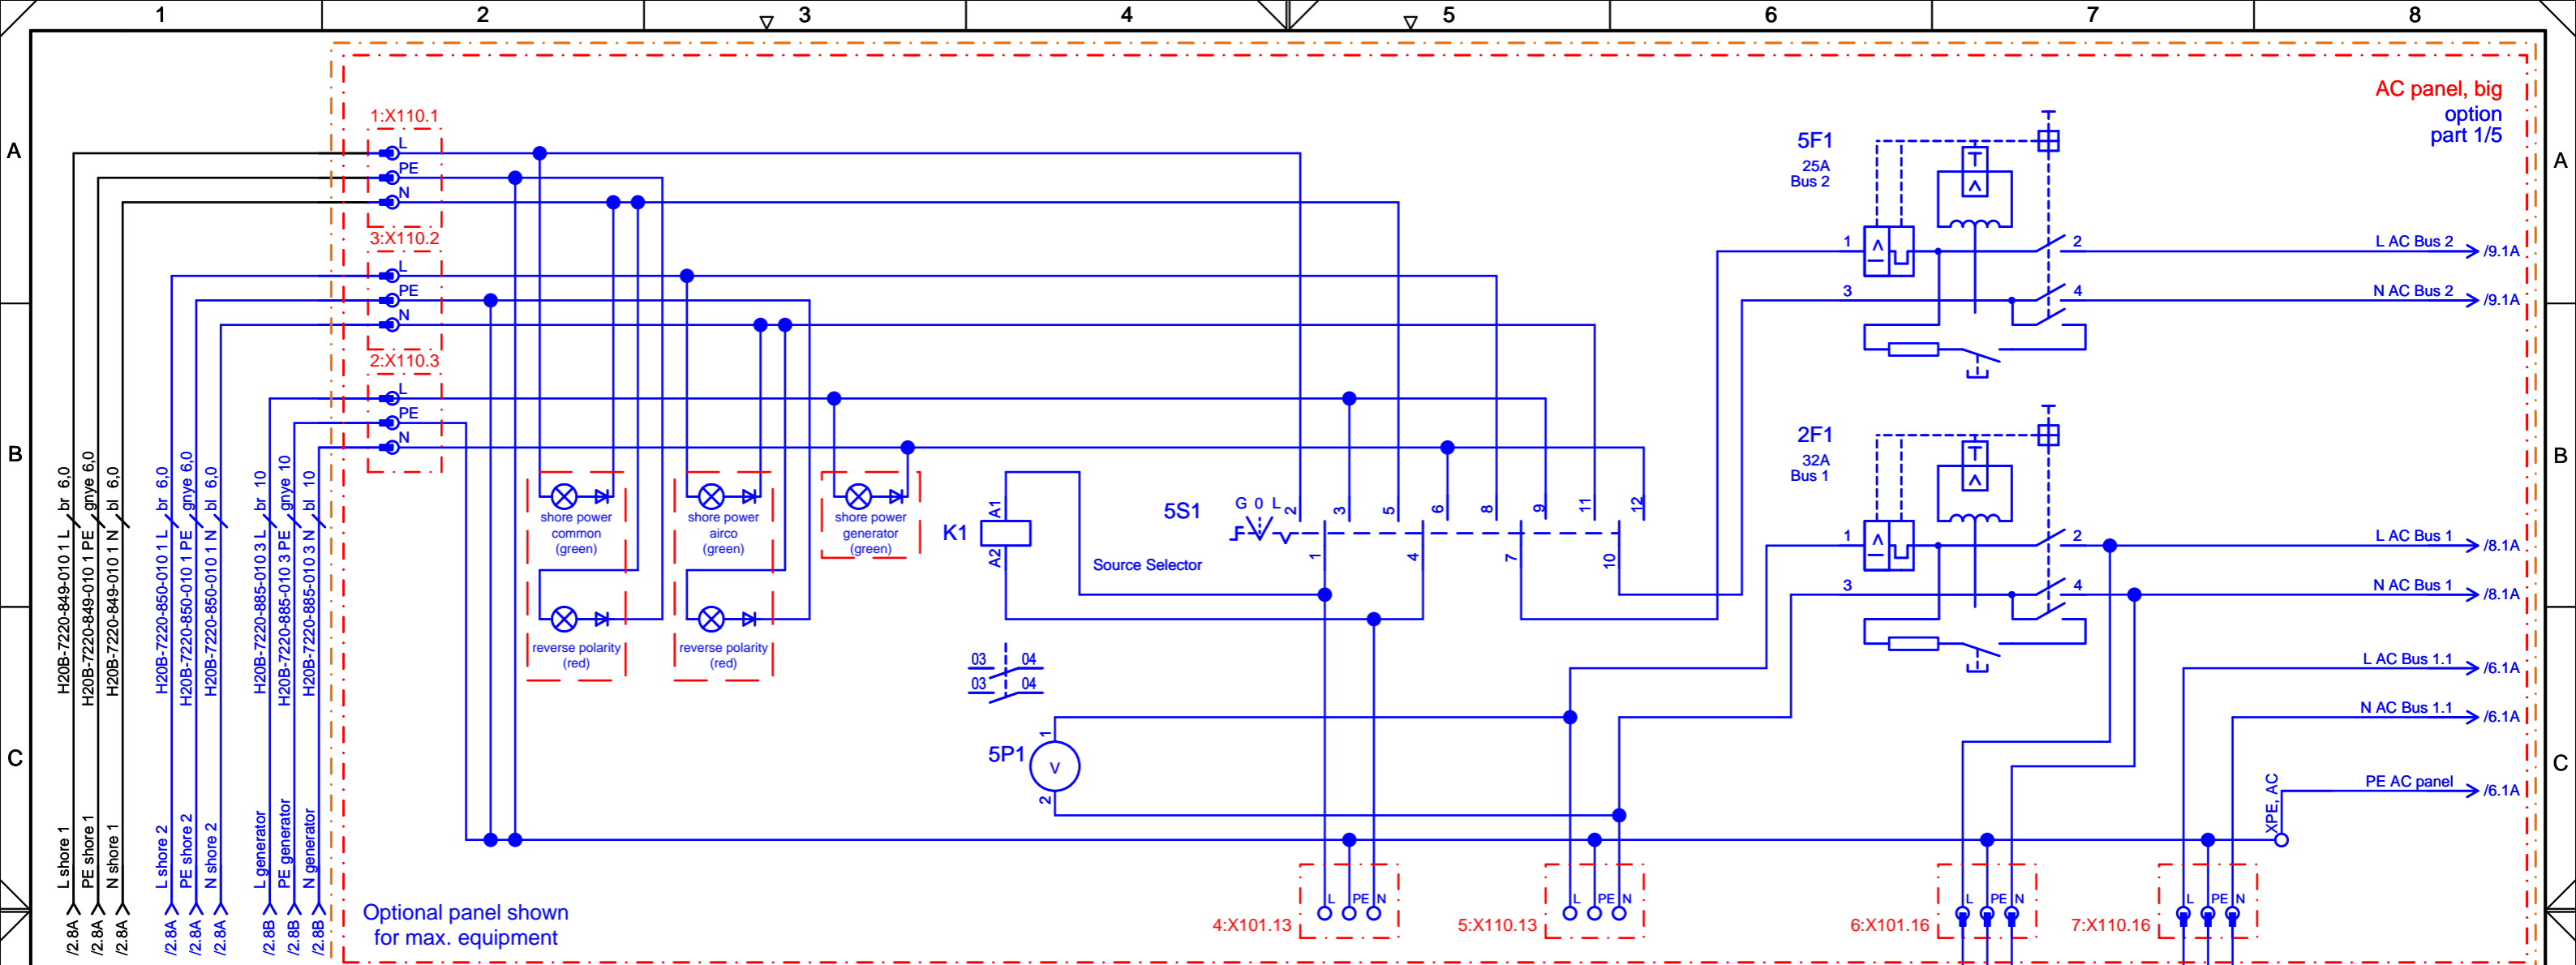 1 2 3 4 5 6 7 8
A
A
B
B
C
C
AC panel, big
option
part 1/5
1:X110.1
L
PE
N
3:X110.2
L
PE
N
2:X110.3
L
PE
N
5F1
25A
Bus 2
1
2
3
4
L AC Bus 2
/9.1A
N AC Bus 2
/9.1A
2F1
32A
Bus 1
1
2
3
4
L AC Bus 1
/8.1A
N AC Bus 1
/8.1A
L AC Bus 1.1
/6.1A
N AC Bus 1.1
/6.1A
PE AC panel
/6.1A
XPE, AC
H20B-7220-849-010 1 L br 6,0
H20B-7220-849-010 1 PE gnye 6,0
H20B-7220-849-010 1 N bl 6,0
H20B-7220-850-010 1 L br 6,0
H20B-7220-850-010 1 PE gnye 6,0
H20B-7220-850-010 1 N bl 6,0
H20B-7220-885-010 3 L br 10
H20B-7220-885-010 3 PE gnye 10
H20B-7220-885-010 3 N bl 10
L shore 1
PE shore 1
N shore 1
L shore 2
PE shore 2
N shore 2
L generator
PE generator
N generator
/2.8A
/2.8A
/2.8A
/2.8A
/2.8A
/2.8A
/2.8B
/2.8B
/2.8B
shore power
common
(green)
shore power
airco
(green)
shore power
generator
(green)
reverse polarity
(red)
reverse polarity
(red)
K1
A1
A2
03 04
03 04
Source Selector
5S1
G 0 L
2 3 5 6 8 9 11 12
1 4 7 10
5P1
1
V
2
Optional panel shown
for max. equipment
4:X101.13
L PE N
5:X110.13
L PE N
6:X101.16
L PE N
7:X110.16
L PE N